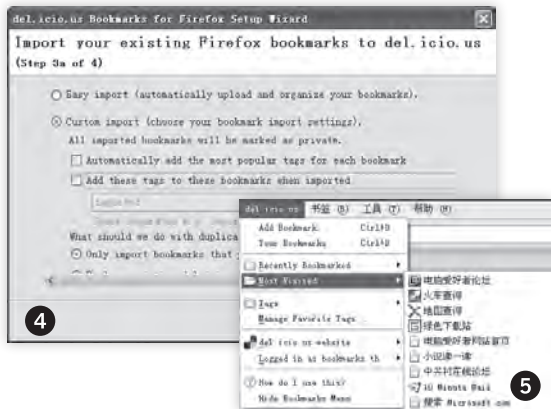 del.icio.us Bookmarks for Firefox Setup Wizard
Import your existing Firefox bookmarks to del.icio.us
(Step 3a of 4)
Easy import (automatically upload and organize your bookmarks).
Custom import (choose your bookmark import settings).
All imported bookmarks will be marked as private.
Automatically add the most popular tags for each bookmark
Add these tags to these bookmarks when imported
What should we do with duplica
Only import bookmarks that
4
del.icio.us 书签 (B) 工具 (T) 帮助 (H)
Add Bookmark Ctrl+D
Your Bookmarks Ctrl+B
Recently Bookmarked
Most Visited
Tags
Manage Favorite Tags
del.icio.us website
Logged in as bookmarks th
How do I use this?
Hide Bookmarks Menu
电脑爱好者论坛
火车查询
地图查询
绿色下载站
电脑爱好者网站首页
小说读一读
中关村在线论坛
10 Minute Mail
搜索 Microsoft.com
5